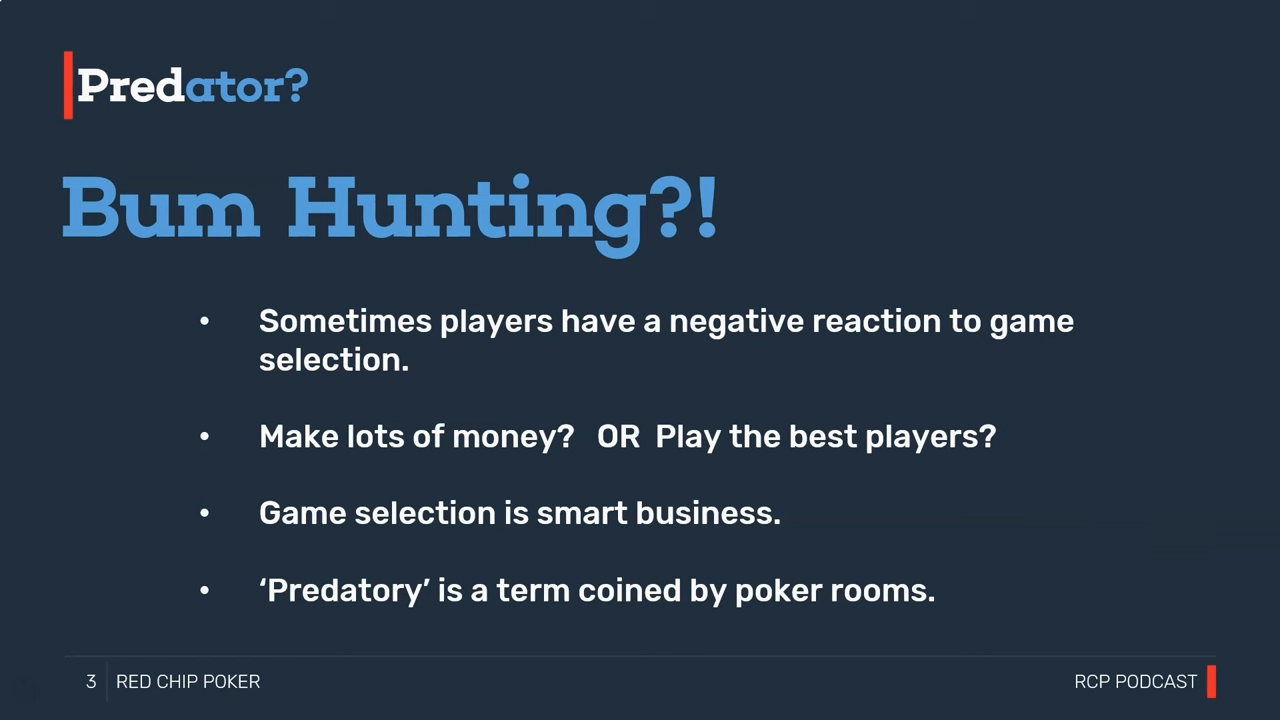 Predator?
Bum Hunting?!
• Sometimes players have a negative reaction to game
selection.
• Make lots of money? OR Play the best players?
• Game selection is smart business.
• ‘Predatory’ is a term coined by poker rooms.
3 RED CHIP POKER
RCP PODCAST